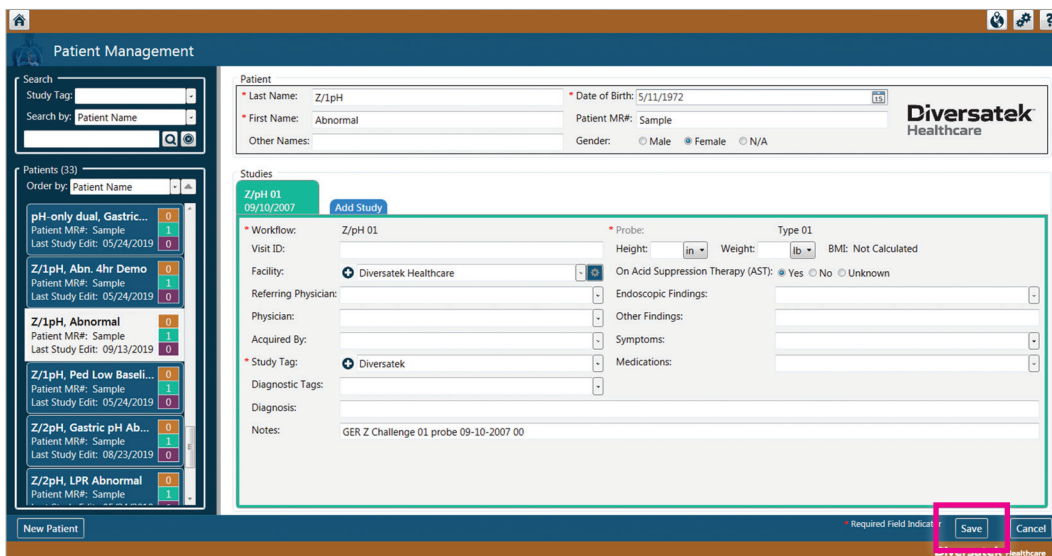 ?
Patient Management
Search
Study Tag:
Search by: Patient Name
Patients (33)
Order by: Patient Name
pH-only dual, Gastric... 0
Patient MR#: Sample 1
Last Study Edit: 05/24/2019 0
Z/1pH, Abn. 4hr Demo 0
Patient MR#: Sample 1
Last Study Edit: 05/24/2019 0
Z/1pH, Abnormal 0
Patient MR#: Sample 1
Last Study Edit: 09/13/2019 0
Z/1pH, Ped Low Baseli... 0
Patient MR#: Sample 1
Last Study Edit: 05/24/2019 0
Z/2pH, Gastric pH Ab... 0
Patient MR#: Sample 1
Last Study Edit: 08/23/2019 0
Z/2pH, LPR Abnormal 0
Patient MR#: Sample 1
New Patient
Patient
* Last Name: Z/1pH * Date of Birth: 5/11/1972 15
* First Name: Abnormal Patient MR#: Sample
Other Names: Gender: Male Female N/A
Diversatek
Healthcare
Studies
Z/pH 01
09/10/2007 Add Study
* Workflow: Z/pH 01 * Probe: Type 01
Visit ID: Height: in Weight: lb BMI: Not Calculated
Facility: Diversatek Healthcare On Acid Suppression Therapy (AST): Yes No Unknown
Referring Physician: Endoscopic Findings:
Physician: Other Findings:
Acquired By: Symptoms:
* Study Tag: Diversatek Medications:
Diagnostic Tags:
Diagnosis:
Notes: GER Z Challenge 01 probe 09-10-2007 00
* Required Field Indicator Save Cancel
Diversatek Healthcare